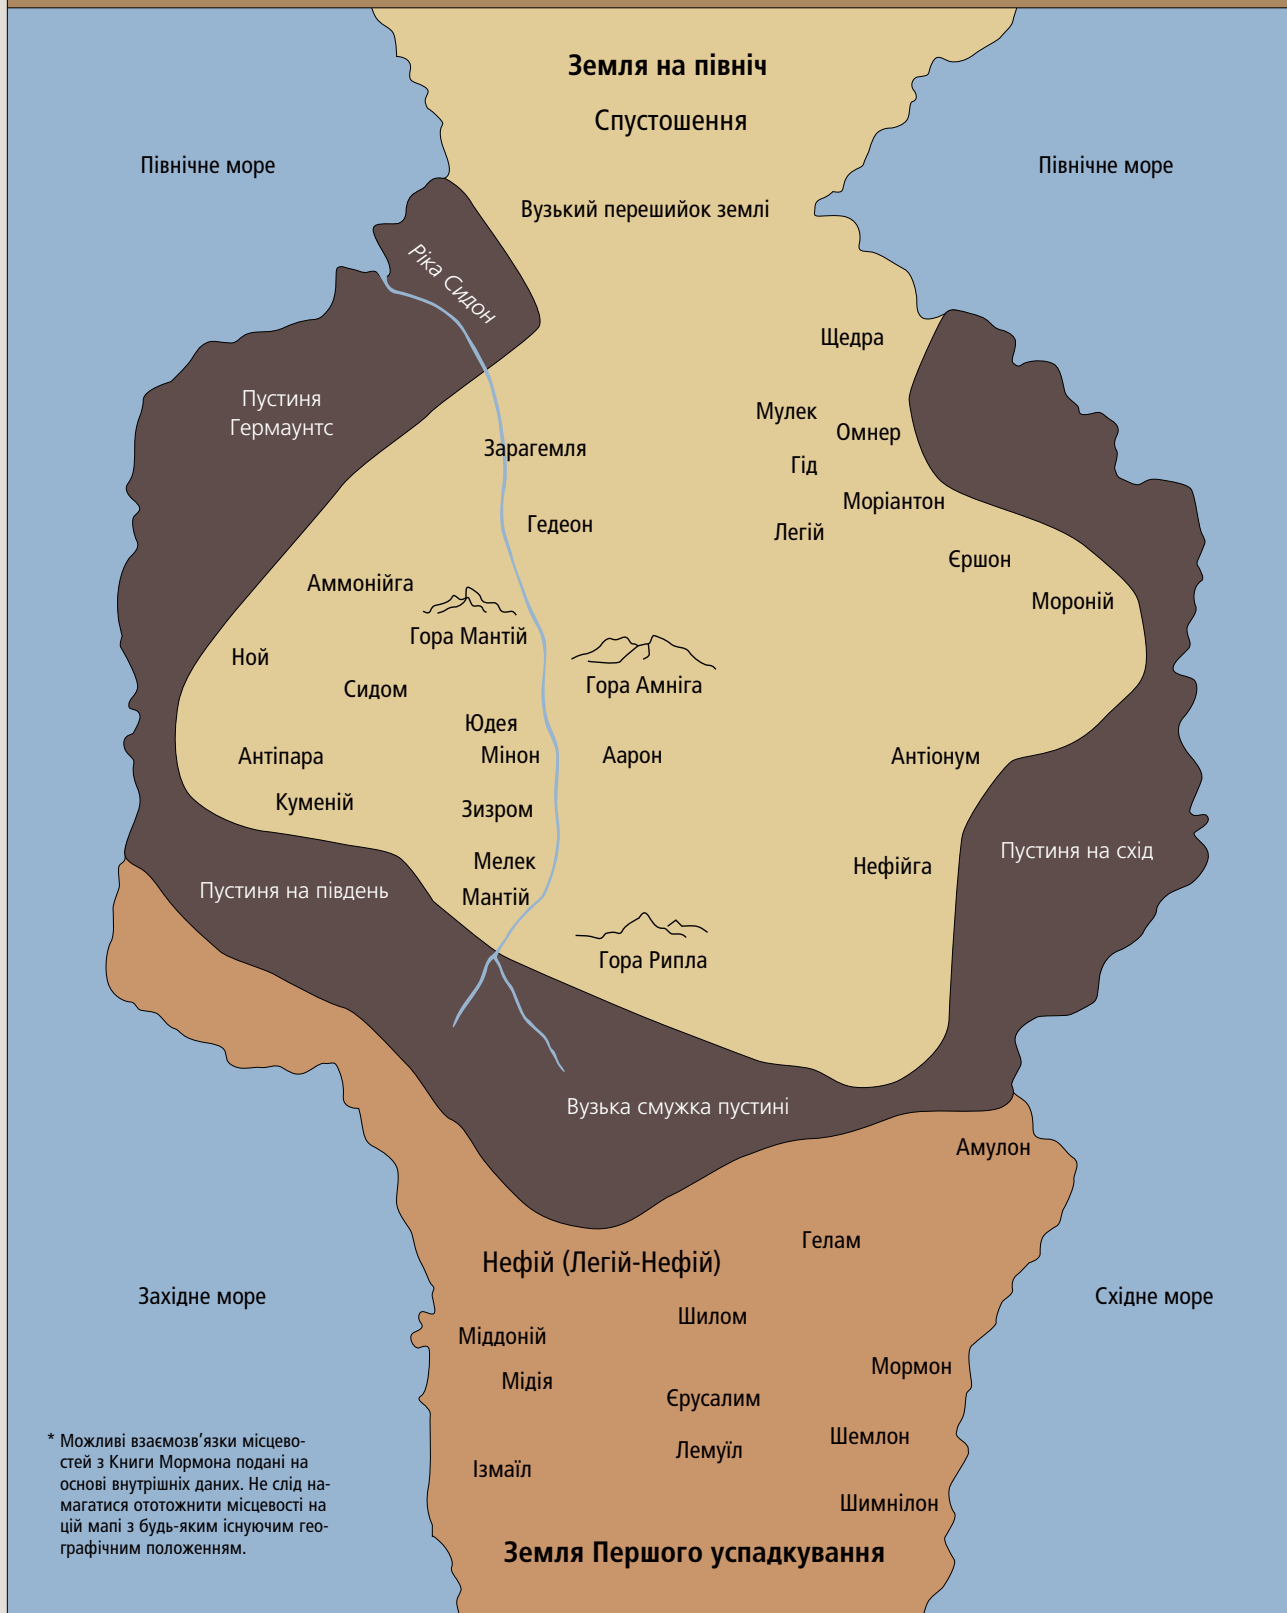 Земля на північ
Спустошення
Північне море
Північне море
Вузький перешийок землі
Ріка Сидон
Щедра
Пустиня
Гермаунтс
Мулек
Омнер
Зарагемля
Гід
Моріантон
Гедеон
Легій
Єршон
Аммонійга
Мороній
Гора Мантій
Ной
Гора Амніга
Сидом
Юдея
Антіпара
Мінон
Аарон
Антіонум
Куменій
Зизром
Пустиня на схід
Мелек
Нефійга
Пустиня на південь
Мантій
Гора Рипла
Вузька смужка пустині
Амулон
Гелам
Нефій (Легій-Нефій)
Західне море
Східне море
Шилом
Міддоній
Мормон
Мідія
Єрусалим
Шемлон
Лемуїл
Ізмаїл
Шимнілон
* Можливі взаємозв’язки місцево-
стей з Книги Мормона подані на
основі внутрішніх даних. Не слід на-
магатися ототожнити місцевості на
цій мапі з будь-яким існуючим гео-
графічним положенням.
Земля Першого успадкування